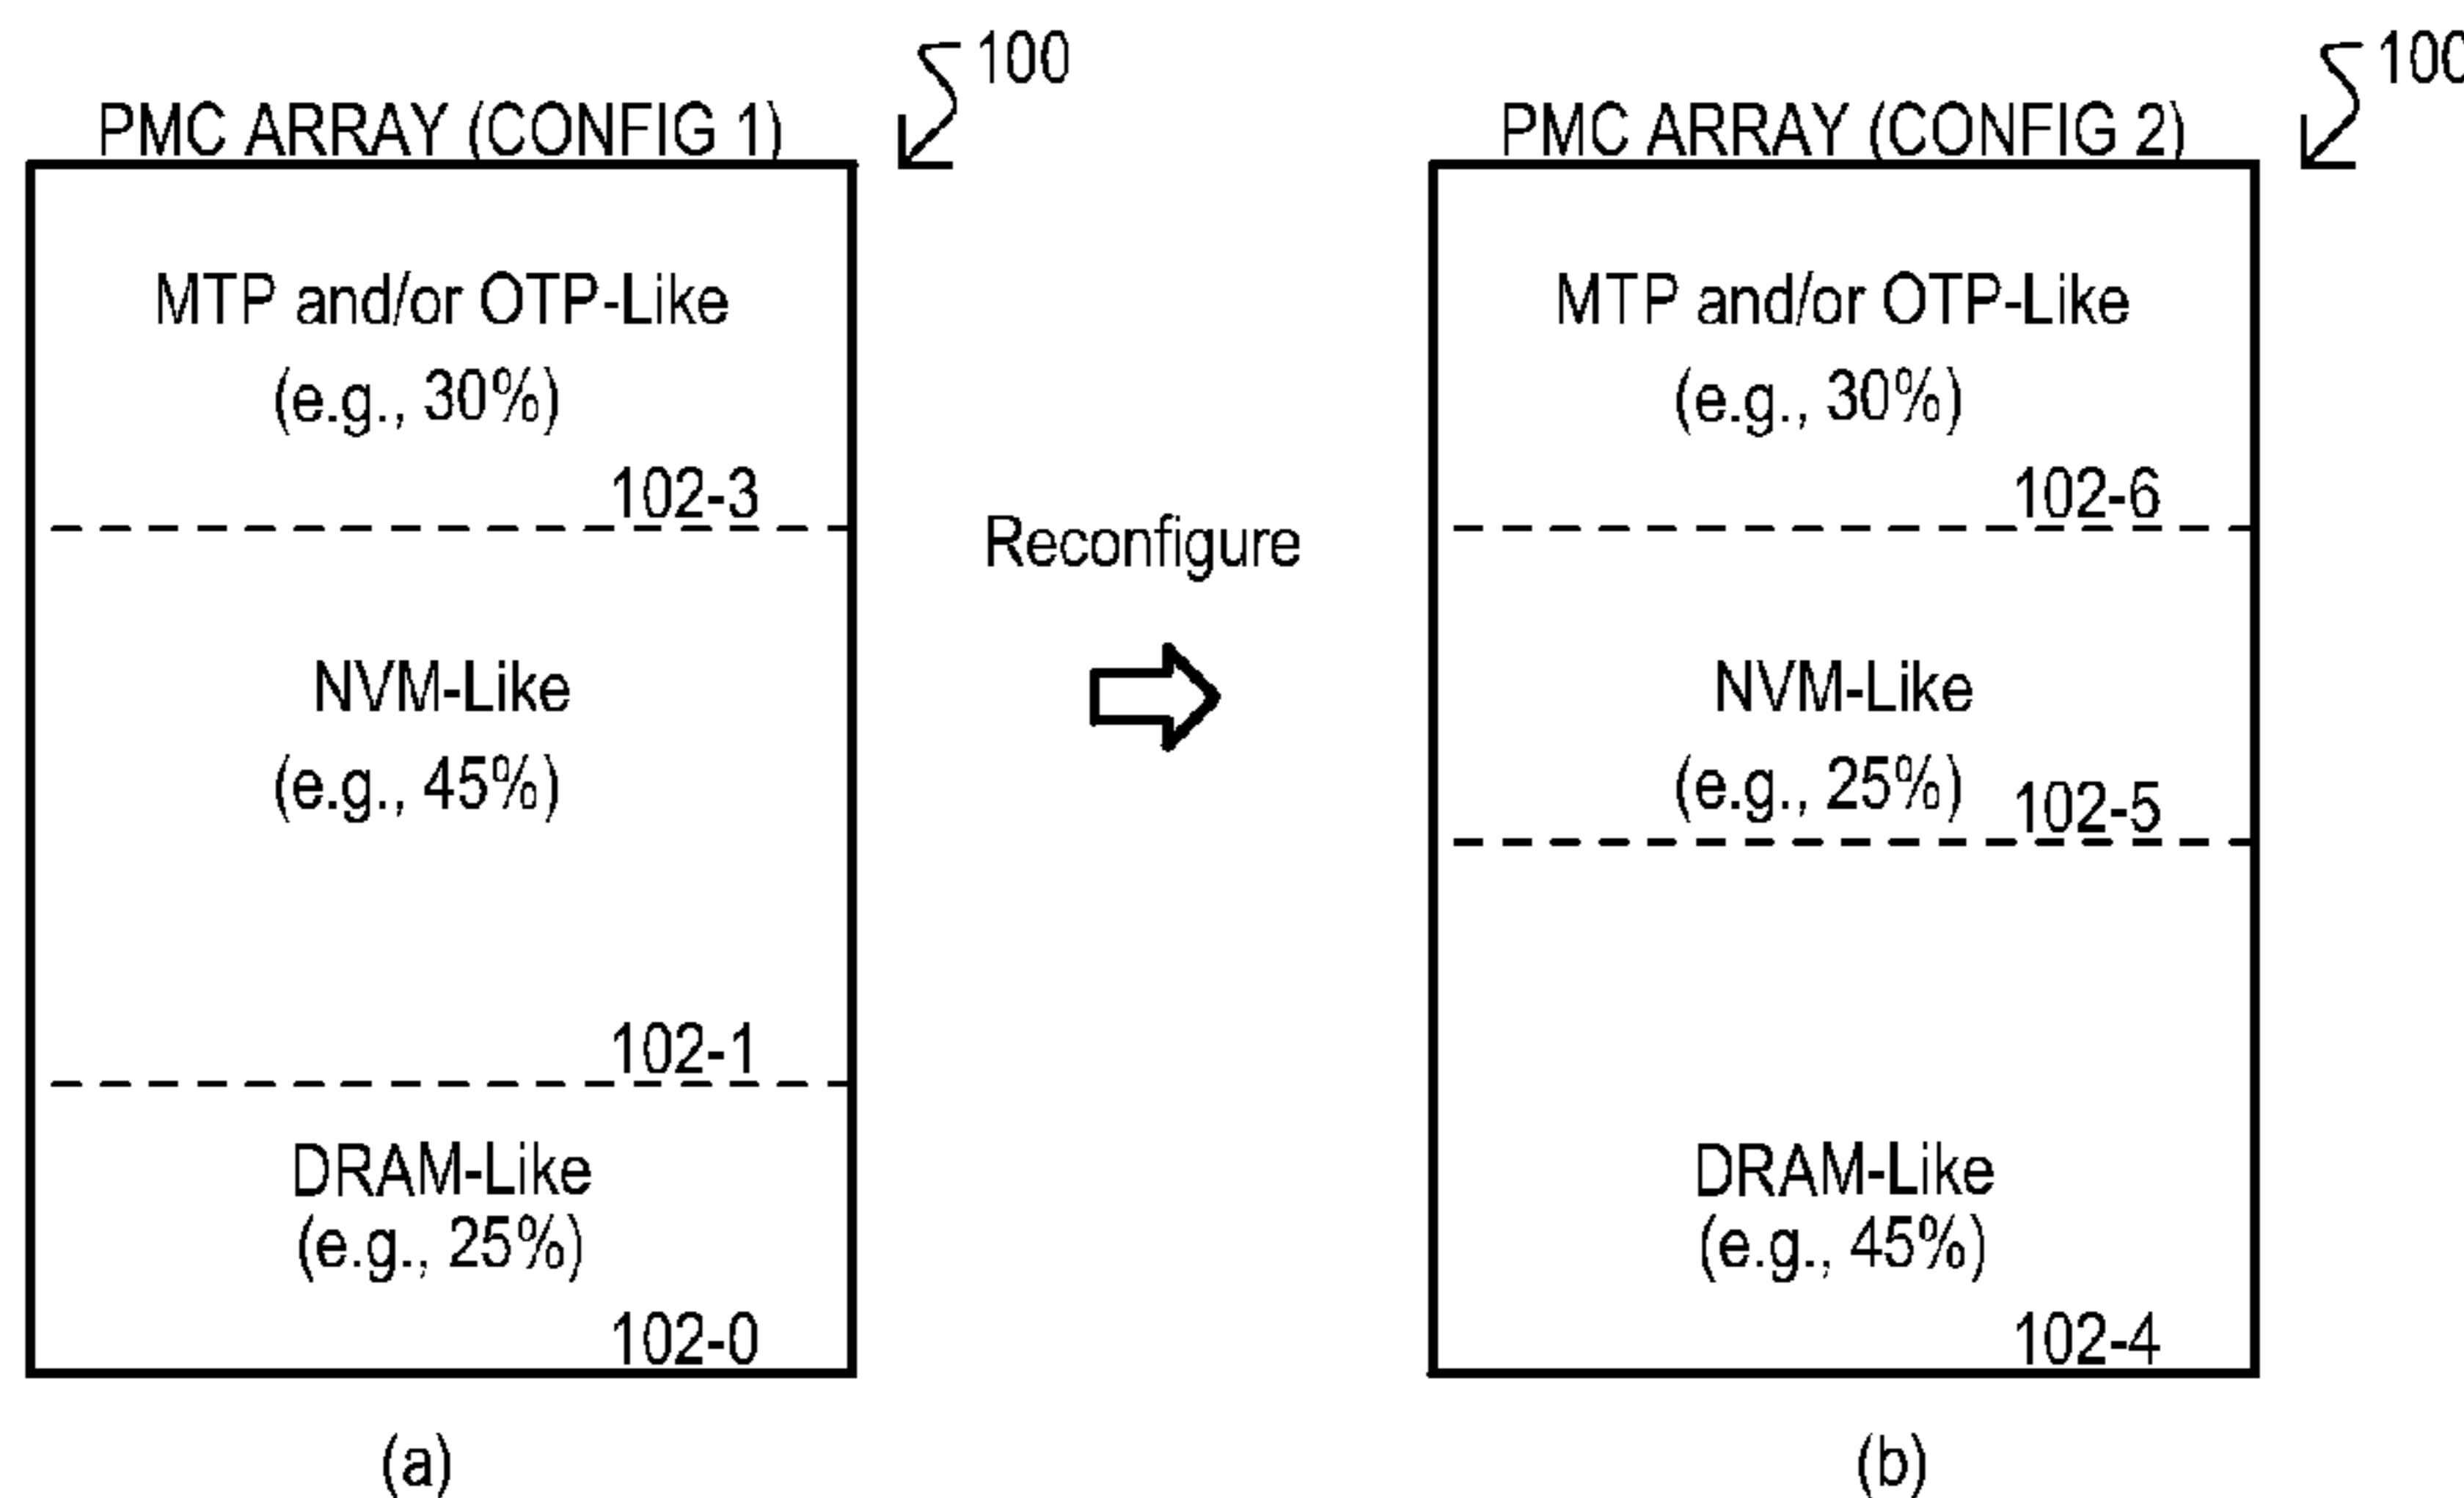 100
PMC ARRAY (CONFIG 1)
MTP and/or OTP-Like
(e.g., 30%)
102-3
NVM-Like
(e.g., 45%)
102-1
DRAM-Like
(e.g., 25%)
102-0
(a)
Reconfigure
100
PMC ARRAY (CONFIG 2)
MTP and/or OTP-Like
(e.g., 30%)
102-6
NVM-Like
(e.g., 25%) 102-5
DRAM-Like
(e.g., 45%)
102-4
(b)